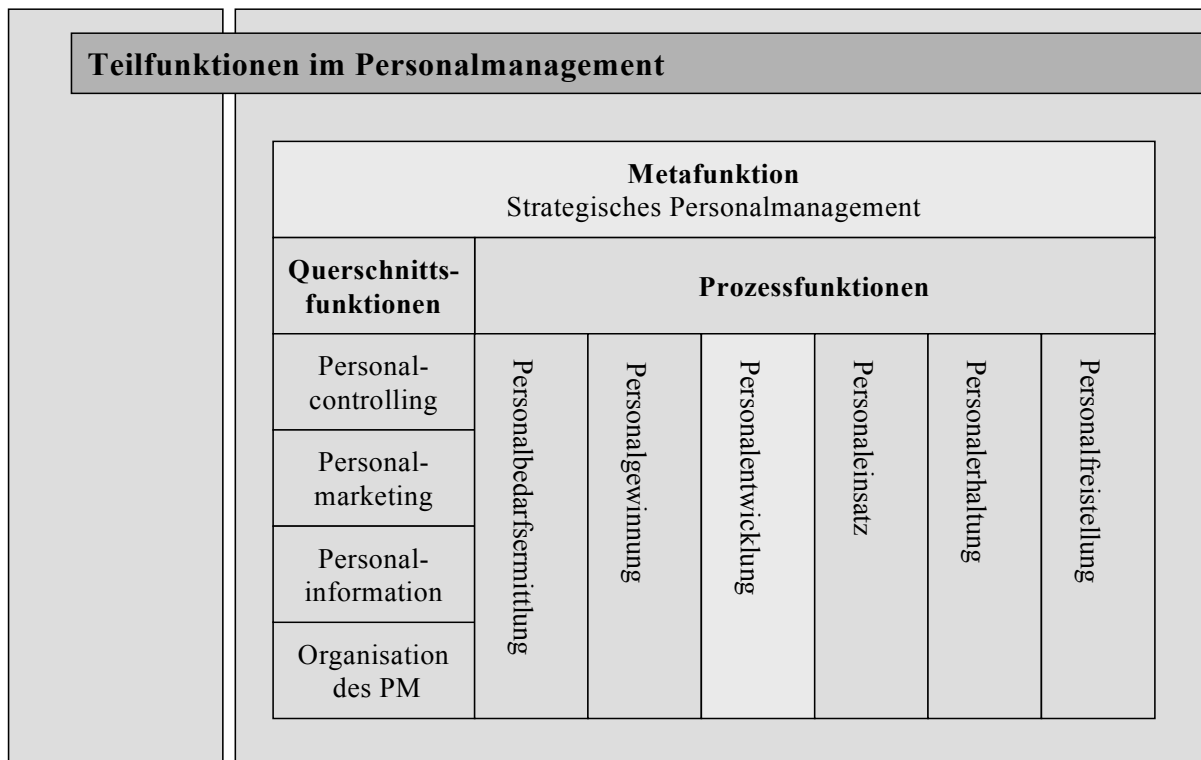 Teilfunktionen im Personalmanagement
Metafunktion
Strategisches Personalmanagement
Querschnitts-
funktionen
Prozessfunktionen
Personal-
controlling
Personal-
marketing
Personal-
information
Organisation
des PM
Personalbedarfsermittlung
Personalgewinnung
Personalentwicklung
Personaleinsatz
Personalerhaltung
Personalfreistellung